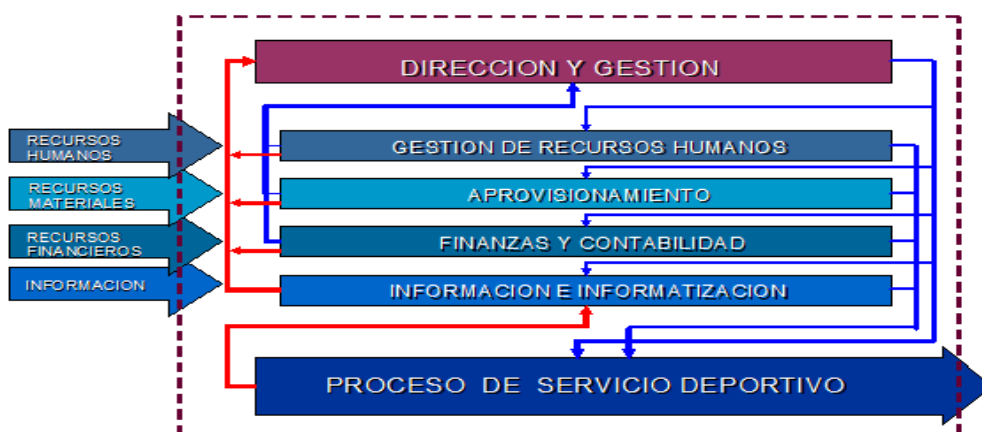 DIRECCION Y GESTION
RECURSOS
HUMANOS
GESTION DE RECURSOS HUMANOS
RECURSOS
MATERIALES
APROVISIONAMIENTO
RECURSOS
FINANCIEROS
FINANZAS Y CONTABILIDAD
INFORMACION
INFORMACION E INFORMATIZACION
PROCESO DE SERVICIO DEPORTIVO